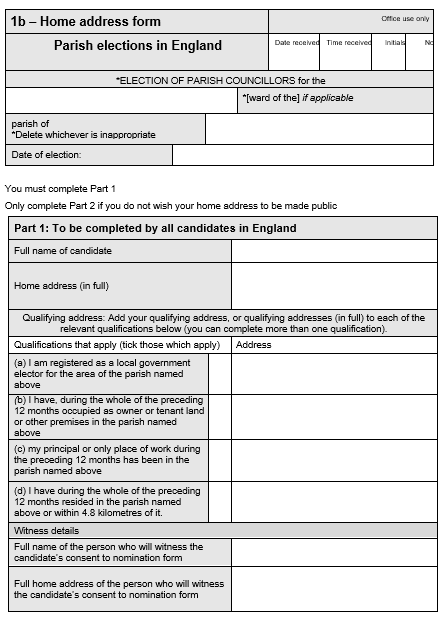 1b – Home address form
Office use only
Parish elections in England
Date received
Time received
Initials
No
*ELECTION OF PARISH COUNCILLORS for the
*[ward of the] if applicable
parish of
*Delete whichever is inappropriate
Date of election:
You must complete Part 1
Only complete Part 2 if you do not wish your home address to be made public
Part 1: To be completed by all candidates in England
Full name of candidate
Home address (in full)
Qualifying address: Add your qualifying address, or qualifying addresses (in full) to each of the
relevant qualifications below (you can complete more than one qualification).
Qualifications that apply (tick those which apply)
Address
(a) I am registered as a local government
elector for the area of the parish named
above
(b) I have, during the whole of the preceding
12 months occupied as owner or tenant land
or other premises in the parish named
above
(c) my principal or only place of work during
the preceding 12 months has been in the
parish named above
(d) I have during the whole of the preceding
12 months resided in the parish named
above or within 4.8 kilometres of it.
Witness details
Full name of the person who will witness the
candidate's consent to nomination form
Full home address of the person who will witness
the candidate's consent to nomination form